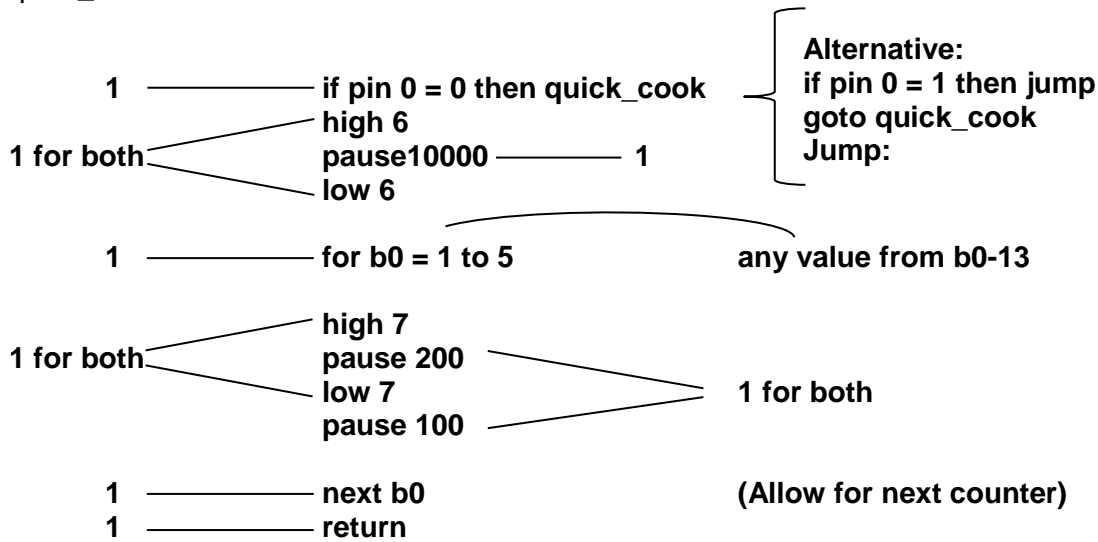 Alternative:
1 if pin 0 = 0 then quick_cook if pin 0 = 1 then jump
high 6 goto quick_cook
1 for both pause10000 1 Jump:
low 6
1 for b0 = 1 to 5 any value from b0-13
high 7
1 for both pause 200
low 7 1 for both
pause 100
1 next b0 (Allow for next counter)
1 return